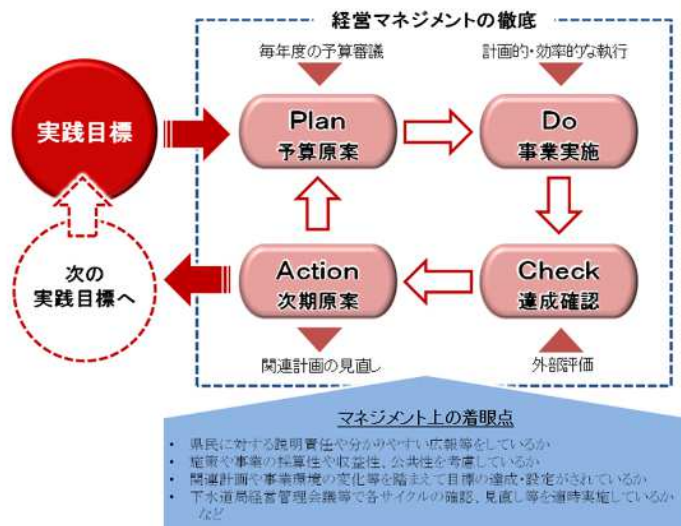 経営マネジメントの徹底
毎年度の予算審議
計画的・効率的な執行
実践目標
Plan
予算原案
Do
事業実施
次の
実践目標へ
Action
次期原案
Check
達成確認
関連計画の見直し
外部評価
マネジメント上の着眼点
• 県民に対する説明責任や分かりやすい広報等をしているか
• 施策や事業の採算性や収益性、公共性を考慮しているか
• 関連計画や事業環境の変化等を踏まえて目標の達成・設定がされているか
• 下水道局経営管理会議等で各サイクルの確認、見直し等を適時実施しているか
など